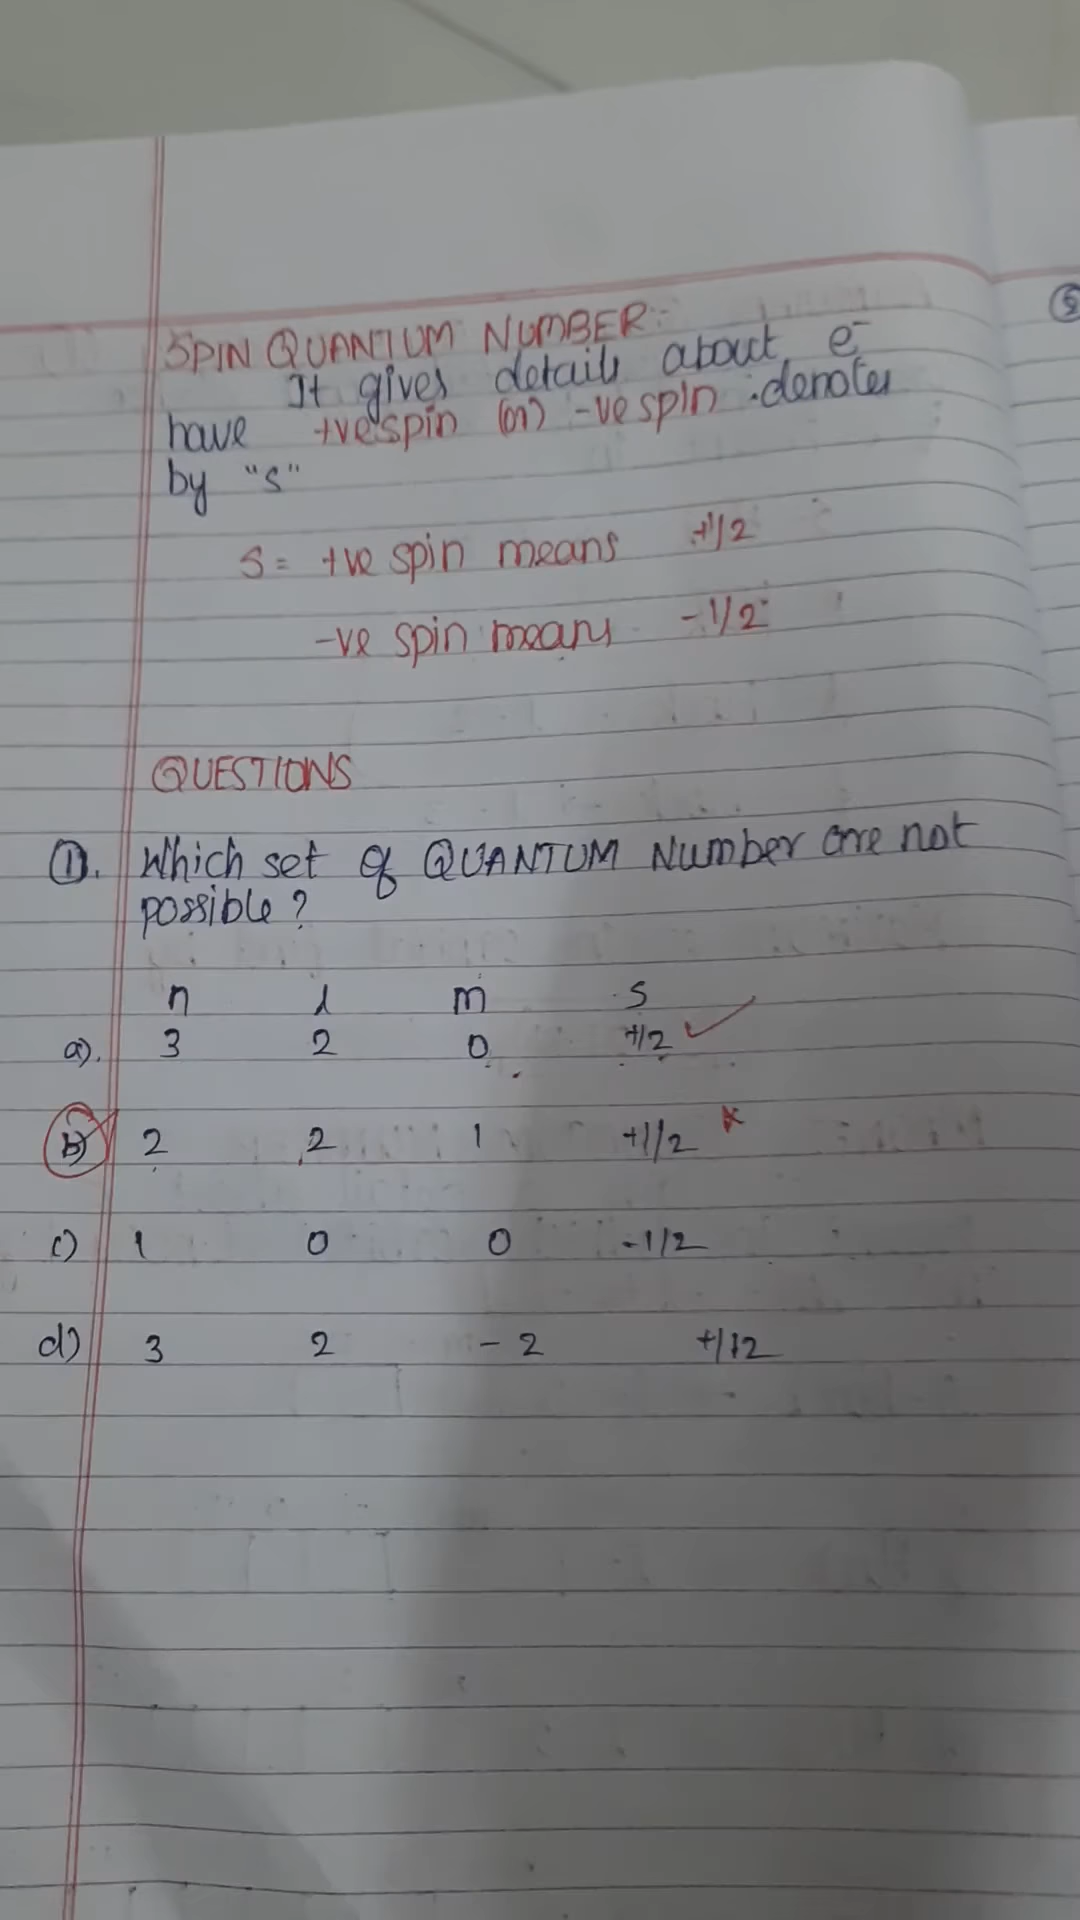 SPIN QUANTUM NUMBER:-
It gives details about e-
have +ve spin (or) -ve spin . denotes
by "s"
S = +ve spin means +1/2
-ve spin means -1/2
QUESTIONS
①. Which set of QUANTUM Number are not
possible?
n l m s
a). 3 2 0 +1/2
b) 2 2 1 +1/2
c) 1 0 0 -1/2
d) 3 2 -2 +1/2